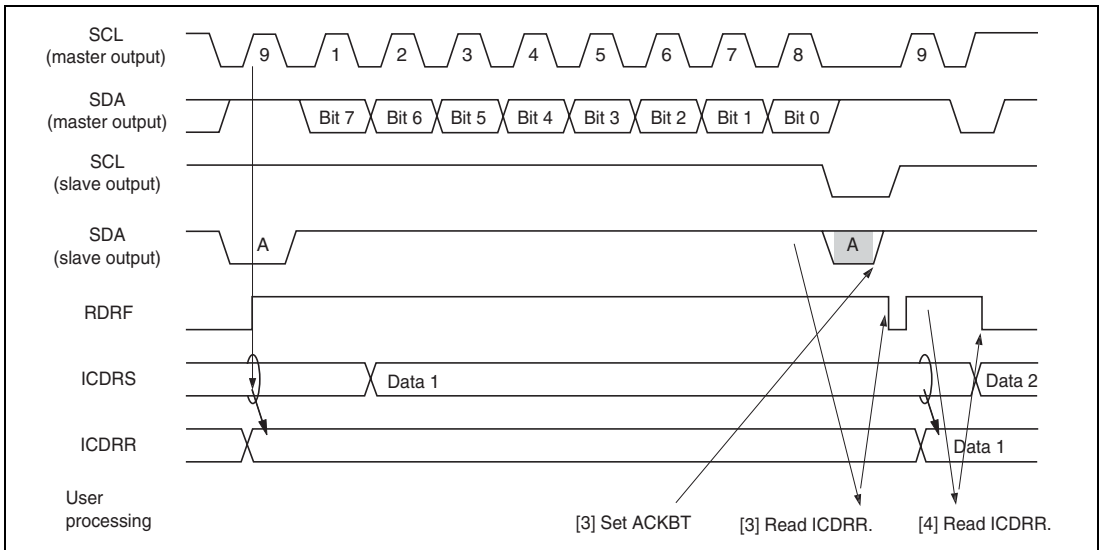 SCL
(master output)
9 1 2 3 4 5 6 7 8 9
SDA
(master output)
Bit 7 Bit 6 Bit 5 Bit 4 Bit 3 Bit 2 Bit 1 Bit 0
SCL
(slave output)
SDA
(slave output)
A A
RDRF
ICDRS
Data 1 Data 2
ICDRR
Data 1
User
processing
[3] Set ACKBT [3] Read ICDRR. [4] Read ICDRR.